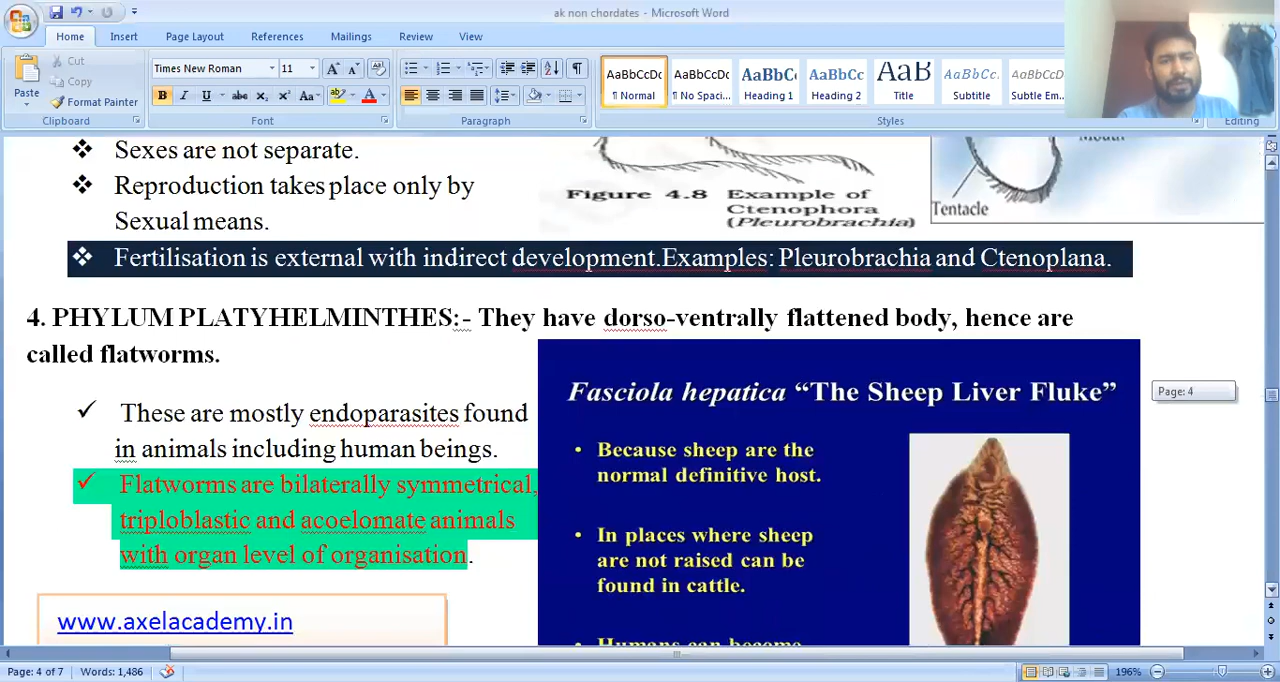 ak non chordates - Microsoft Word
Home Insert Page Layout References Mailings Review View
Paste
Cut
Copy
Format Painter
Clipboard
Times New Roman 11
Font
Paragraph
AaBbCcDc AaBbCcDc AaBbC AaBbCc AaB AaBbCc. AaBbCcDc
¶ Normal ¶ No Spaci... Heading 1 Heading 2 Title Subtitle Subtle Em...
Styles
Editing
❖ Sexes are not separate.
❖ Reproduction takes place only by
Sexual means.
Figure 4.8 Example of
Ctenophora
(Pleurobrachia)
Mouth
Tentacle
❖ Fertilisation is external with indirect development.Examples: Pleurobrachia and Ctenoplana.
4. PHYLUM PLATYHELMINTHES:- They have dorso-ventrally flattened body, hence are
called flatworms.
✓ These are mostly endoparasites found
in animals including human beings.
✓ Flatworms are bilaterally symmetrical,
triploblastic and acoelomate animals
with organ level of organisation.
www.axelacademy.in
Fasciola hepatica “The Sheep Liver Fluke”
• Because sheep are the
normal definitive host.
• In places where sheep
are not raised can be
found in cattle.
• Humans can become
Page: 4
Page: 4 of 7 Words: 1,486 196%